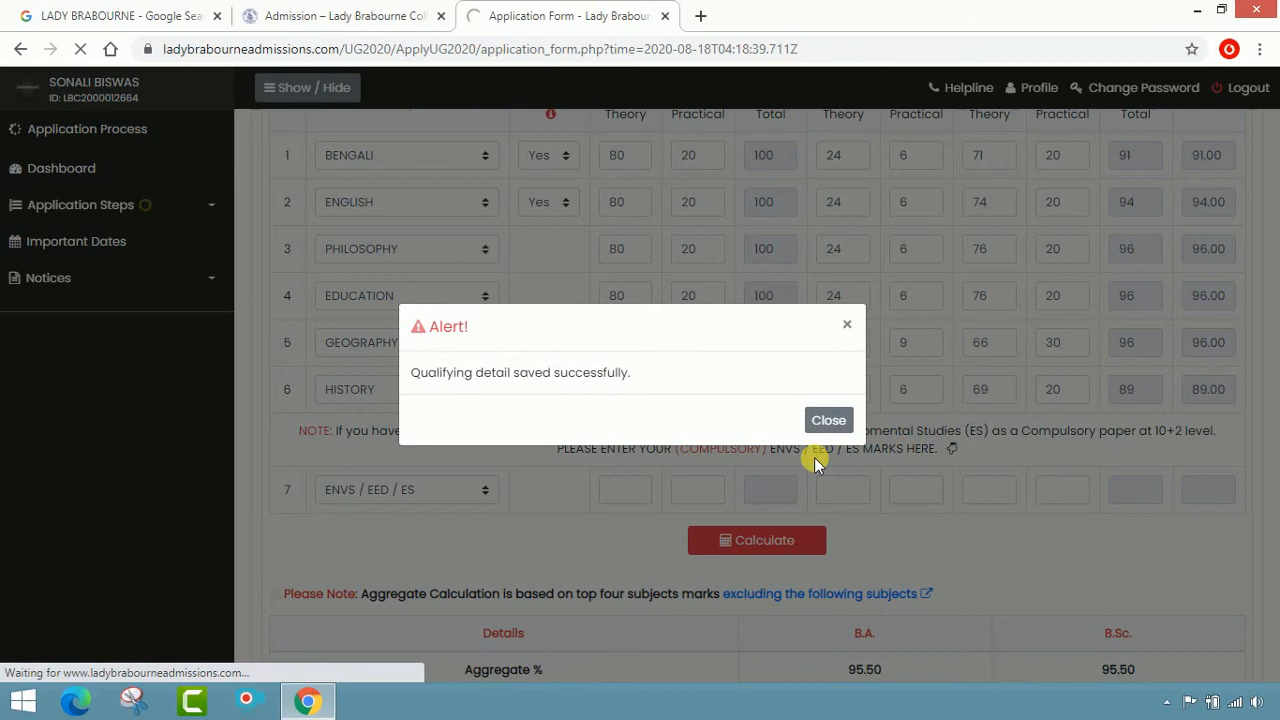 LADY BRABOURNE - Google Sea
Admission – Lady Brabourne Col
Application Form - Lady Brabour
ladybrabourneadmissions.com/UG2020/ApplyUG2020/application_form.php?time=2020-08-18T04:18:39.711Z
SONALI BISWAS
ID: LBC2000012664
Show / Hide
Helpline Profile Change Password Logout
Application Process
Dashboard
Application Steps
Important Dates
Notices
Theory Practical Total Theory Practical Theory Practical Total
1 BENGALI Yes 80 20 100 24 6 71 20 91 91.00
2 ENGLISH Yes 80 20 100 24 6 74 20 94 94.00
3 PHILOSOPHY 80 20 100 24 6 76 20 96 96.00
4 EDUCATION 80 20 100 24 6 76 20 96 96.00
5 GEOGRAPHY 9 66 30 96 96.00
6 HISTORY 6 69 20 89 89.00
Alert!
×
Qualifying detail saved successfully.
Close
NOTE: If you have omental Studies (ES) as a Compulsory paper at 10+2 level.
PLEASE ENTER YOUR (COMPULSORY) ENVS / EED / ES MARKS HERE.
7 ENVS / EED / ES
Calculate
Please Note: Aggregate Calculation is based on top four subjects marks excluding the following subjects
Details B.A. B.Sc.
Aggregate % 95.50 95.50
Waiting for www.ladybrabourneadmissions.com...